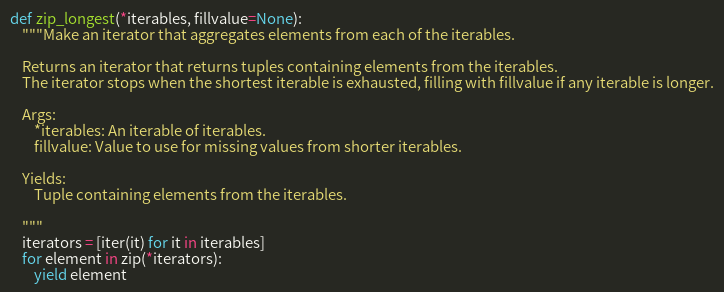 def zip_longest(*iterables, fillvalue=None):
"""Make an iterator that aggregates elements from each of the iterables.
Returns an iterator that returns tuples containing elements from the iterables.
The iterator stops when the shortest iterable is exhausted, filling with fillvalue if any iterable is longer.
Args:
*iterables: An iterable of iterables.
fillvalue: Value to use for missing values from shorter iterables.
Yields:
Tuple containing elements from the iterables.
"""
iterators = [iter(it) for it in iterables]
for element in zip(*iterators):
yield element